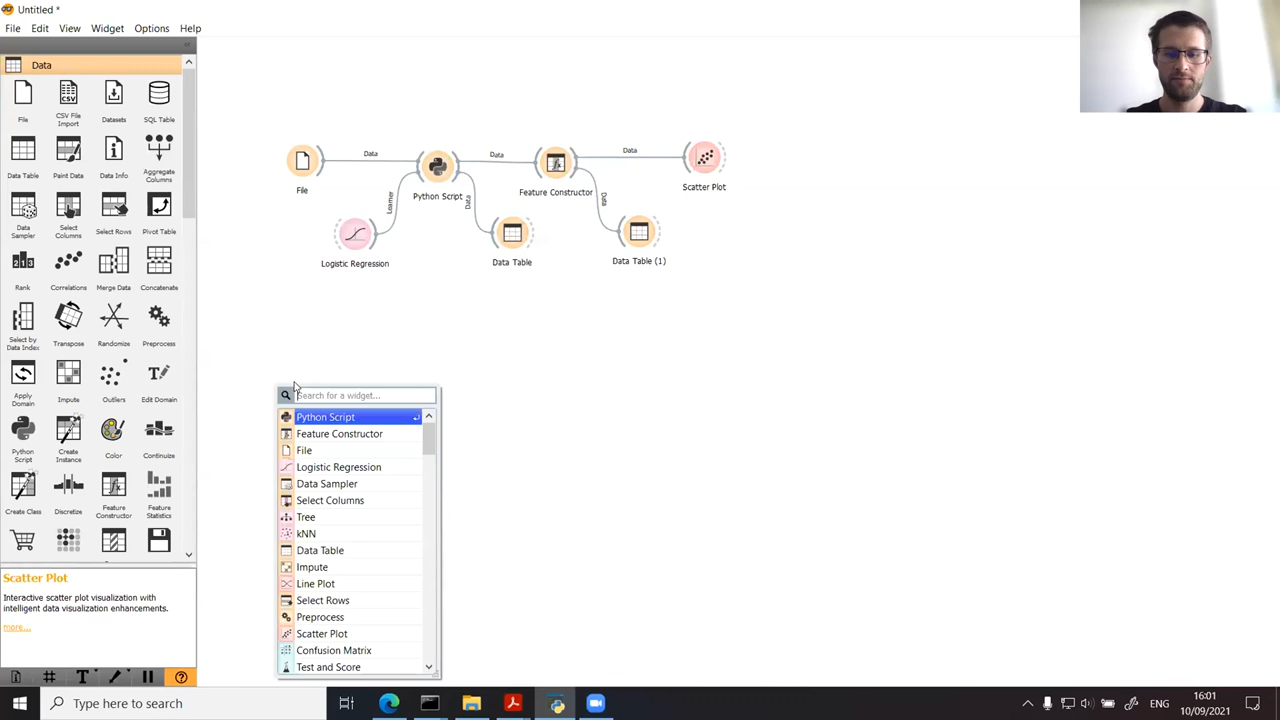 Untitled *
File Edit View Widget Options Help
Data
File
CSV File Import
Datasets
SQL Table
Data Table
Paint Data
Data Info
Aggregate Columns
Data Sampler
Select Columns
Select Rows
Pivot Table
Rank
Correlations
Merge Data
Concatenate
Select by Data Index
Transpose
Randomize
Preprocess
Apply Domain
Impute
Outliers
Edit Domain
Python Script
Create Instance
Color
Continuize
Create Class
Discretize
Feature Constructor
Feature Statistics
Scatter Plot
Interactive scatter plot visualization with
intelligent data visualization enhancements.
more...
File
Data
Python Script
Learner
Logistic Regression
Data
Data
Data Table
Feature Constructor
Data
Data
Data Table (1)
Scatter Plot
Search for a widget...
Python Script
Feature Constructor
File
Logistic Regression
Data Sampler
Select Columns
Tree
kNN
Data Table
Impute
Line Plot
Select Rows
Preprocess
Scatter Plot
Confusion Matrix
Test and Score
Type here to search
16:01
10/09/2021